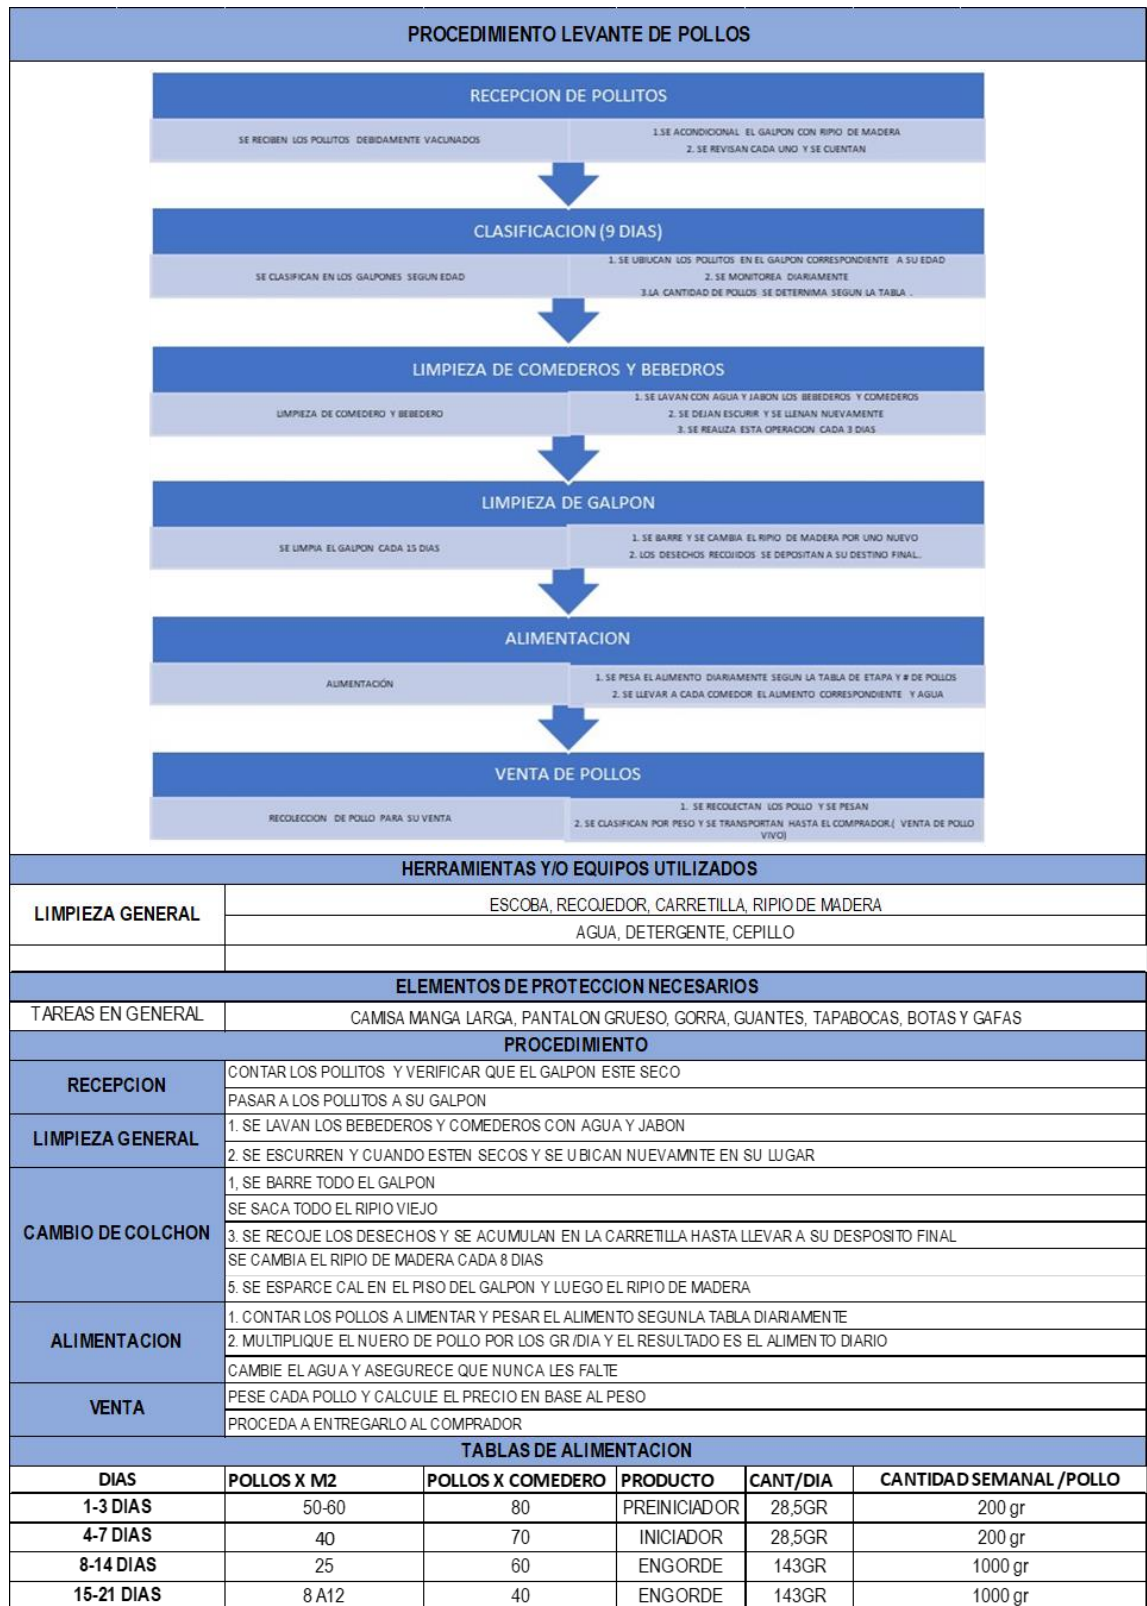 PROCEDIMIENTO LEVANTE DE POLLOS
RECEPCION DE POLLITOS
SE RECIBEN LOS POLLITOS DEBIDAMENTE VACUNADOS
1.SE ACONDICIONAL EL GALPON CON RIPIO DE MADERA
2. SE REVISAN CADA UNO Y SE CUENTAN
CLASIFICACION (9 DIAS)
SE CLASIFICAN EN LOS GALPONES SEGUN EDAD
1. SE UBIUCAN LOS POLLITOS EN EL GALPON CORRESPONDIENTE A SU EDAD
2. SE MONITOREA DIARIAMENTE
3.LA CANTIDAD DE POLLOS SE DETERNIMA SEGUN LA TABLA .
LIMPIEZA DE COMEDEROS Y BEBEDROS
LIMPIEZA DE COMEDERO Y BEBEDERO
1. SE LAVAN CON AGUA Y JABON LOS BEBEDEROS Y COMEDEROS
2. SE DEJAN ESCURIR Y SE LLENAN NUEVAMENTE
3. SE REALIZA ESTA OPERACION CADA 3 DIAS
LIMPIEZA DE GALPON
SE LIMPIA EL GALPON CADA 15 DIAS
1. SE BARRE Y SE CAMBIA EL RIPIO DE MADERA POR UNO NUEVO
2. LOS DESECHOS RECOJIDOS SE DEPOSITAN A SU DESTINO FINAL..
ALIMENTACION
ALIMENTACIÓN
1. SE PESA EL ALIMENTO DIARIAMENTE SEGUN LA TABLA DE ETAPA Y # DE POLLOS
2. SE LLEVAR A CADA COMEDOR EL ALIMENTO CORRESPONDIENTE Y AGUA
VENTA DE POLLOS
RECOLECCION DE POLLO PARA SU VENTA
1. SE RECOLECTAN LOS POLLO Y SE PESAN
2. SE CLASIFICAN POR PESO Y SE TRANSPORTAN HASTA EL COMPRADOR.( VENTA DE POLLO
VIVO)
HERRAMIENTAS Y/O EQUIPOS UTILIZADOS
LIMPIEZA GENERAL
ESCOBA, RECOJEDOR, CARRETILLA, RIPIO DE MADERA
AGUA, DETERGENTE, CEPILLO
ELEMENTOS DE PROTECCION NECESARIOS
TAREAS EN GENERAL CAMISA MANGA LARGA, PANTALON GRUESO, GORRA, GUANTES, TAPABOCAS, BOTAS Y GAFAS
PROCEDIMIENTO
RECEPCION
CONTAR LOS POLLITOS Y VERIFICAR QUE EL GALPON ESTE SECO
PASAR A LOS POLLITOS A SU GALPON
LIMPIEZA GENERAL
1. SE LAVAN LOS BEBEDEROS Y COMEDEROS CON AGUA Y JABON
2. SE ESCURREN Y CUANDO ESTEN SECOS Y SE UBICAN NUEVAMNTE EN SU LUGAR
CAMBIO DE COLCHON
1, SE BARRE TODO EL GALPON
SE SACA TODO EL RIPIO VIEJO
3. SE RECOJE LOS DESECHOS Y SE ACUMULAN EN LA CARRETILLA HASTA LLEVAR A SU DESPOSITO FINAL
SE CAMBIA EL RIPIO DE MADERA CADA 8 DIAS
5. SE ESPARCE CAL EN EL PISO DEL GALPON Y LUEGO EL RIPIO DE MADERA
ALIMENTACION
1. CONTAR LOS POLLOS A LIMENTAR Y PESAR EL ALIMENTO SEGUNLA TABLA DIARIAMENTE
2. MULTIPLIQUE EL NUERO DE POLLO POR LOS GR /DIA Y EL RESULTADO ES EL ALIMENTO DIARIO
CAMBIE EL AGUA Y ASEGURECE QUE NUNCA LES FALTE
VENTA
PESE CADA POLLO Y CALCULE EL PRECIO EN BASE AL PESO
PROCEDA A ENTREGARLO AL COMPRADOR
TABLAS DE ALIMENTACION
DIAS POLLOS X M2 POLLOS X COMEDERO PRODUCTO CANT/DIA CANTIDAD SEMANAL /POLLO
1-3 DIAS 50-60 80 PREINICIADOR 28,5GR 200 gr
4-7 DIAS 40 70 INICIADOR 28,5GR 200 gr
8-14 DIAS 25 60 ENGORDE 143GR 1000 gr
15-21 DIAS 8 A12 40 ENGORDE 143GR 1000 gr